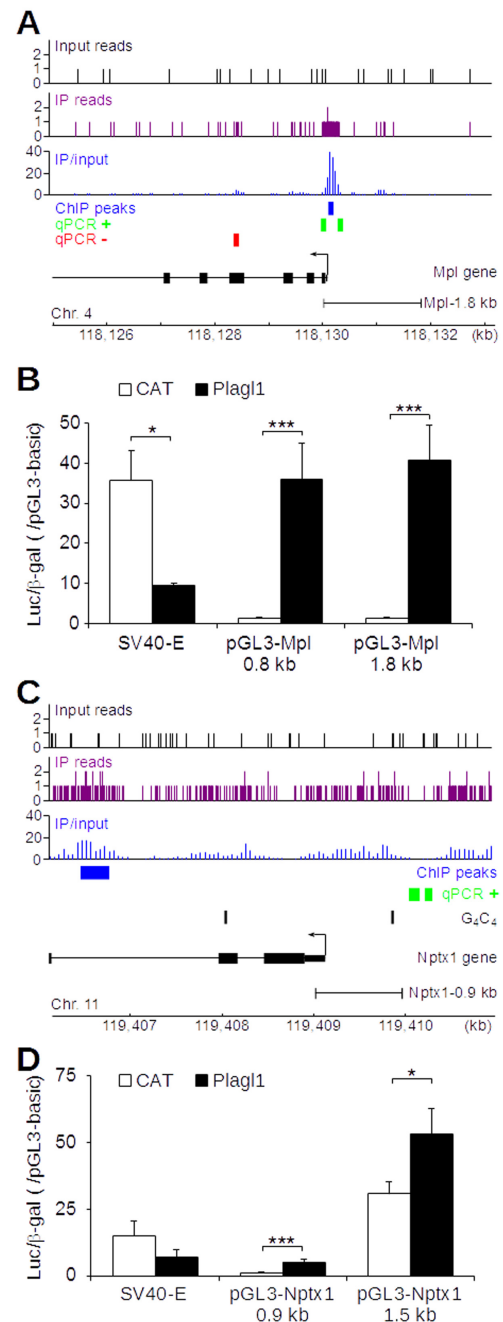 A
Input reads
2
1
0
IP reads
2
1
0
IP/input
40
20
0
ChIP peaks
qPCR +
qPCR -
Mpl gene
Mpl-1.8 kb
Chr. 4
118,126 118,128 118,130 118,132 (kb)
B
CAT Plagl1
Luc/β-gal ( /pGL3-basic)
50
40
30
20
10
0
* *** ***
SV40-E pGL3-Mpl pGL3-Mpl
0.8 kb 1.8 kb
C
Input reads
2
1
0
IP reads
2
1
0
IP/input
40
20
0
ChIP peaks
qPCR +
G₄C₄
Nptx1 gene
Nptx1-0.9 kb
Chr. 11
119,407 119,408 119,409 119,410 (kb)
D
CAT Plagl1
Luc/β-gal ( /pGL3-basic)
75
50
25
0
*** *
SV40-E pGL3-Nptx1 pGL3-Nptx1
0.9 kb 1.5 kb